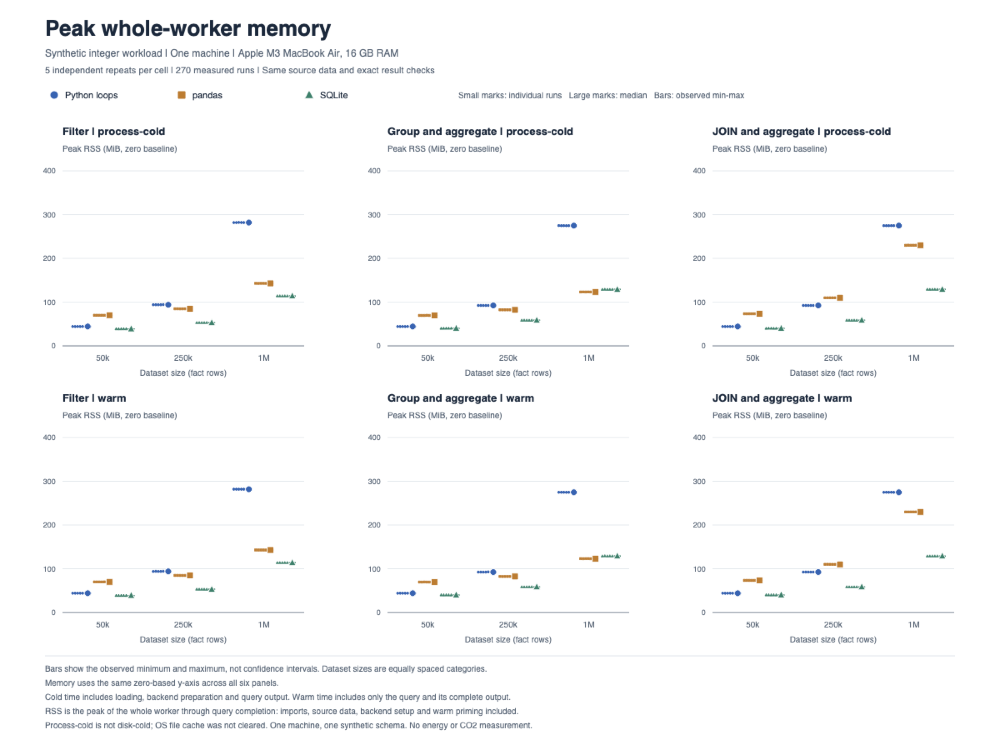 Peak whole-worker memory
Synthetic integer workload | One machine | Apple M3 MacBook Air, 16 GB RAM
5 independent repeats per cell | 270 measured runs | Same source data and exact result checks
Python loops pandas SQLite Small marks: individual runs Large marks: median Bars: observed min-max
Filter | process-cold
Peak RSS (MiB, zero baseline)
400
300
200
100
0
50k 250k 1M
Dataset size (fact rows)
Group and aggregate | process-cold
Peak RSS (MiB, zero baseline)
400
300
200
100
0
50k 250k 1M
Dataset size (fact rows)
JOIN and aggregate | process-cold
Peak RSS (MiB, zero baseline)
400
300
200
100
0
50k 250k 1M
Dataset size (fact rows)
Filter | warm
Peak RSS (MiB, zero baseline)
400
300
200
100
0
50k 250k 1M
Dataset size (fact rows)
Group and aggregate | warm
Peak RSS (MiB, zero baseline)
400
300
200
100
0
50k 250k 1M
Dataset size (fact rows)
JOIN and aggregate | warm
Peak RSS (MiB, zero baseline)
400
300
200
100
0
50k 250k 1M
Dataset size (fact rows)
Bars show the observed minimum and maximum, not confidence intervals. Dataset sizes are equally spaced categories.
Memory uses the same zero-based y-axis across all six panels.
Cold time includes loading, backend preparation and query output. Warm time includes only the query and its complete output.
RSS is the peak of the whole worker through query completion: imports, source data, backend setup and warm priming included.
Process-cold is not disk-cold; OS file cache was not cleared. One machine, one synthetic schema. No energy or CO2 measurement.